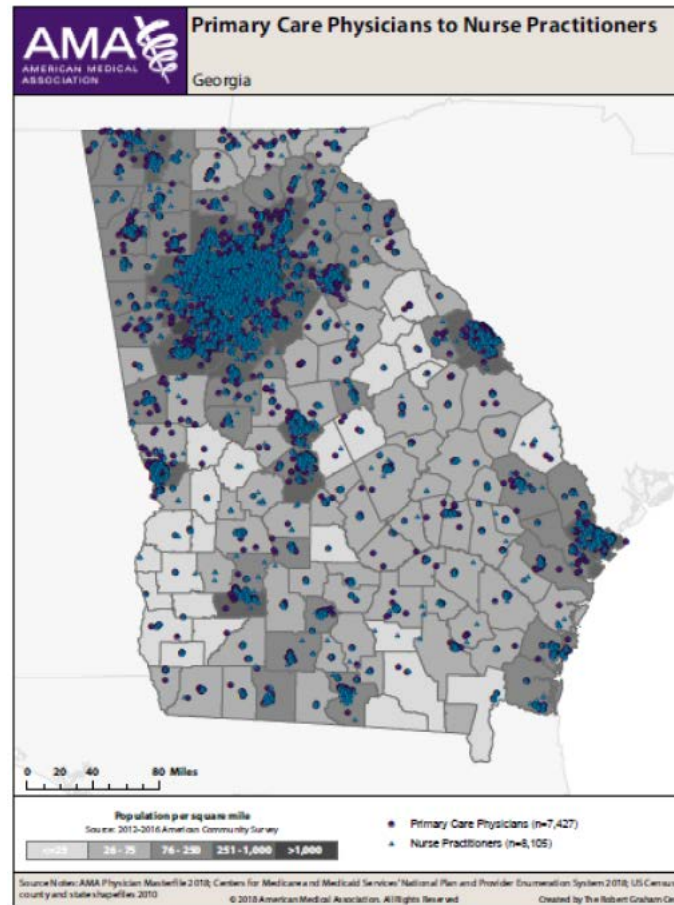 AMA
AMERICAN MEDICAL
ASSOCIATION
Primary Care Physicians to Nurse Practitioners
Georgia
0 20 40 80 Miles
Population per square mile
Source: 2012-2016 American Community Survey
26 - 75 76 - 250 251 - 1,000 >1,000
Primary Care Physicians (n=7,427)
Nurse Practitioners (n=8,105)
Source Notes: AMA Physician Masterfile 2018; Centers for Medicare and Medicaid Services' National Plan and Provider Enumeration System 2018; US Census
county and state shapefiles 2010
© 2018 American Medical Association. All Rights Reserved
Created by The Robert Graham Ce